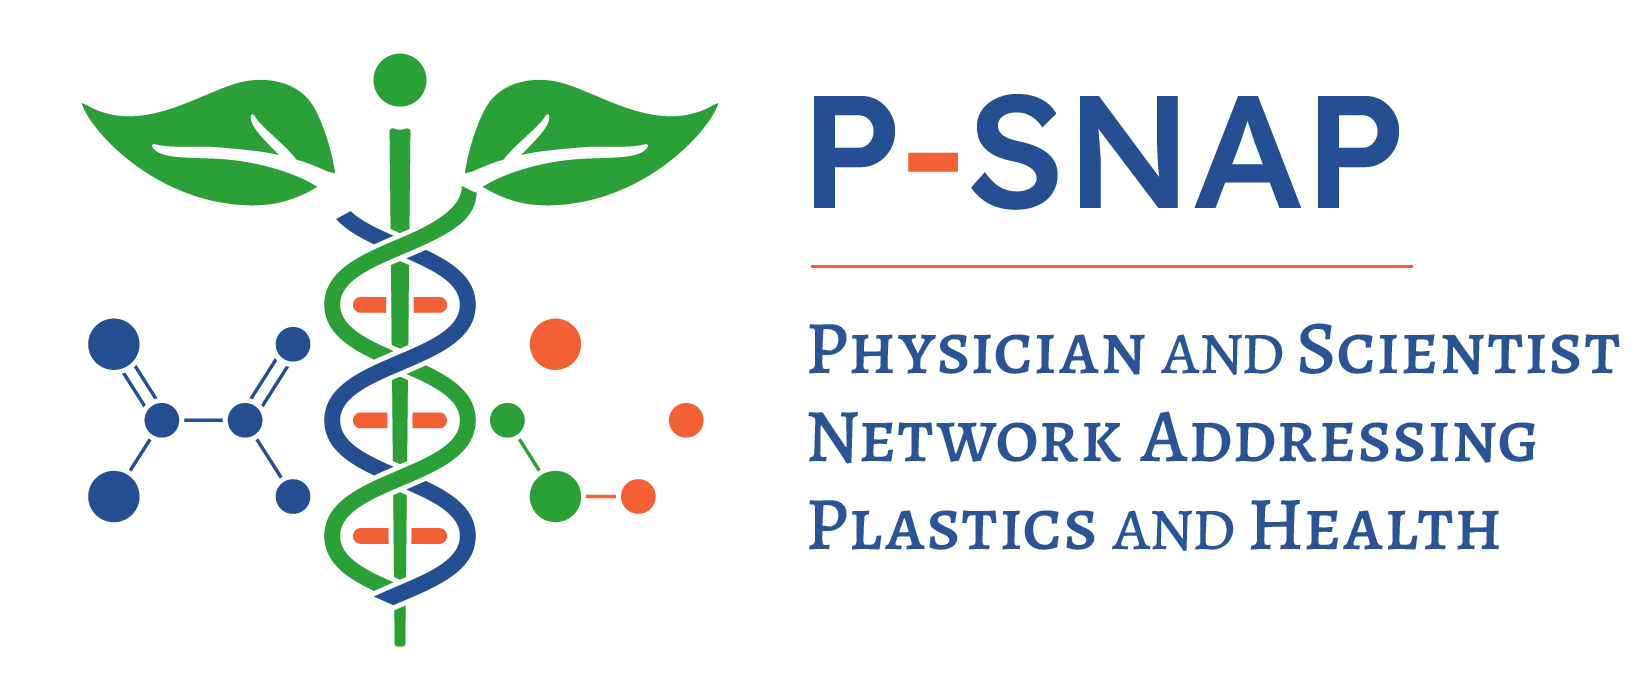 P-SNAP
Physician and Scientist
Network Addressing
Plastics and Health